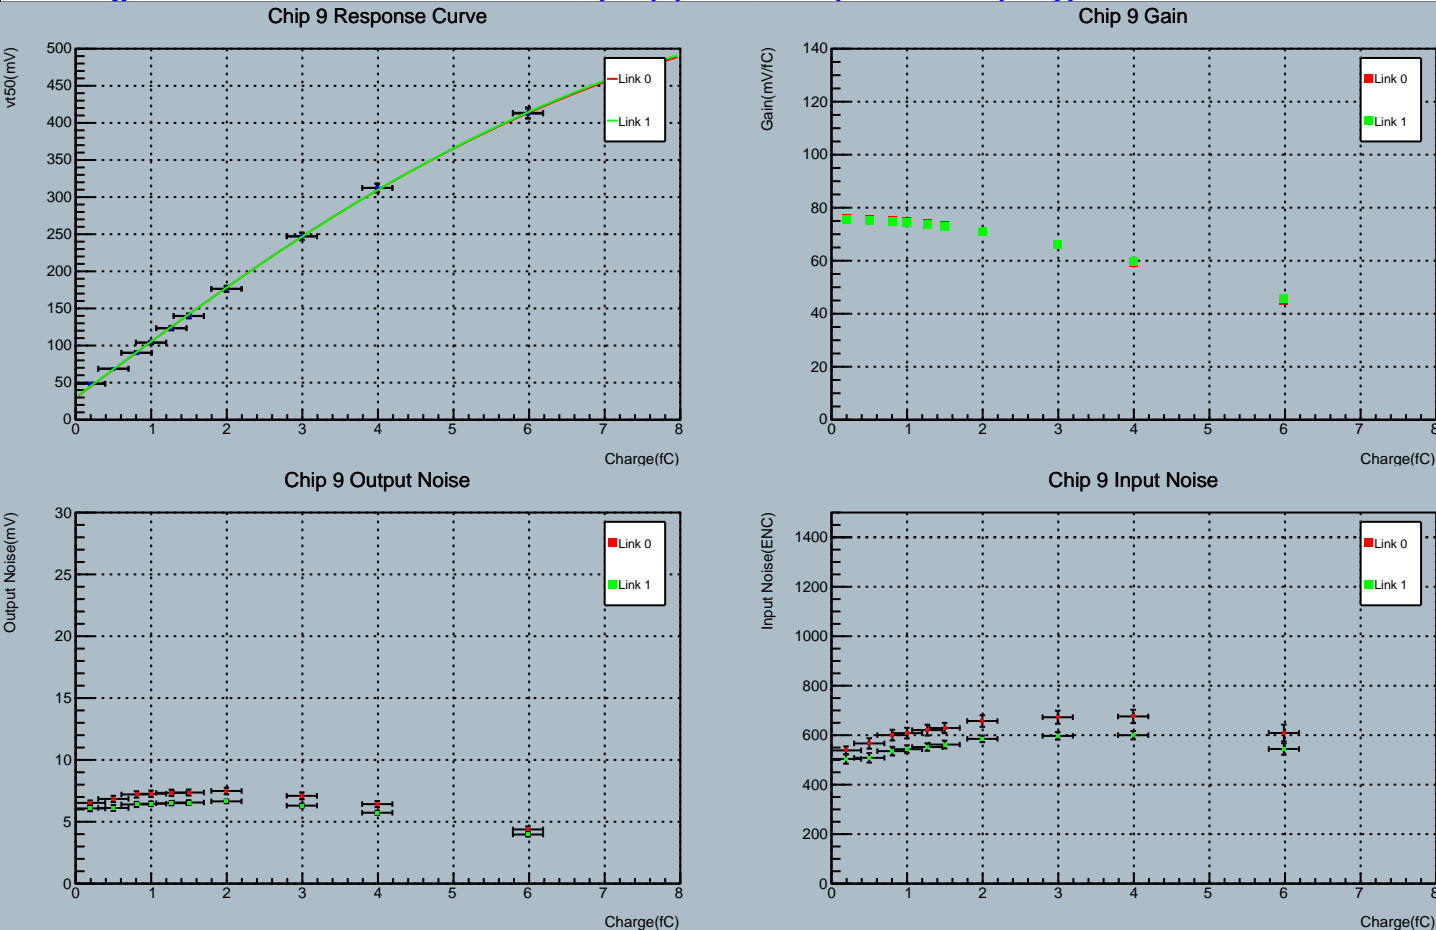 Chip 9 Response Curve
vt50(mV)
500
450
400
350
300
250
200
150
100
50
0
0 1 2 3 4 5 6 7 8
Charge(fC)
Link 0
Link 1
Chip 9 Gain
Gain(mV/fC)
140
120
100
80
60
40
20
0
0 1 2 3 4 5 6 7 8
Charge(fC)
Link 0
Link 1
Chip 9 Output Noise
Output Noise(mV)
30
25
20
15
10
5
0
0 1 2 3 4 5 6 7 8
Charge(fC)
Link 0
Link 1
Chip 9 Input Noise
Input Noise(ENC)
1400
1200
1000
800
600
400
200
0
0 1 2 3 4 5 6 7 8
Charge(fC)
Link 0
Link 1